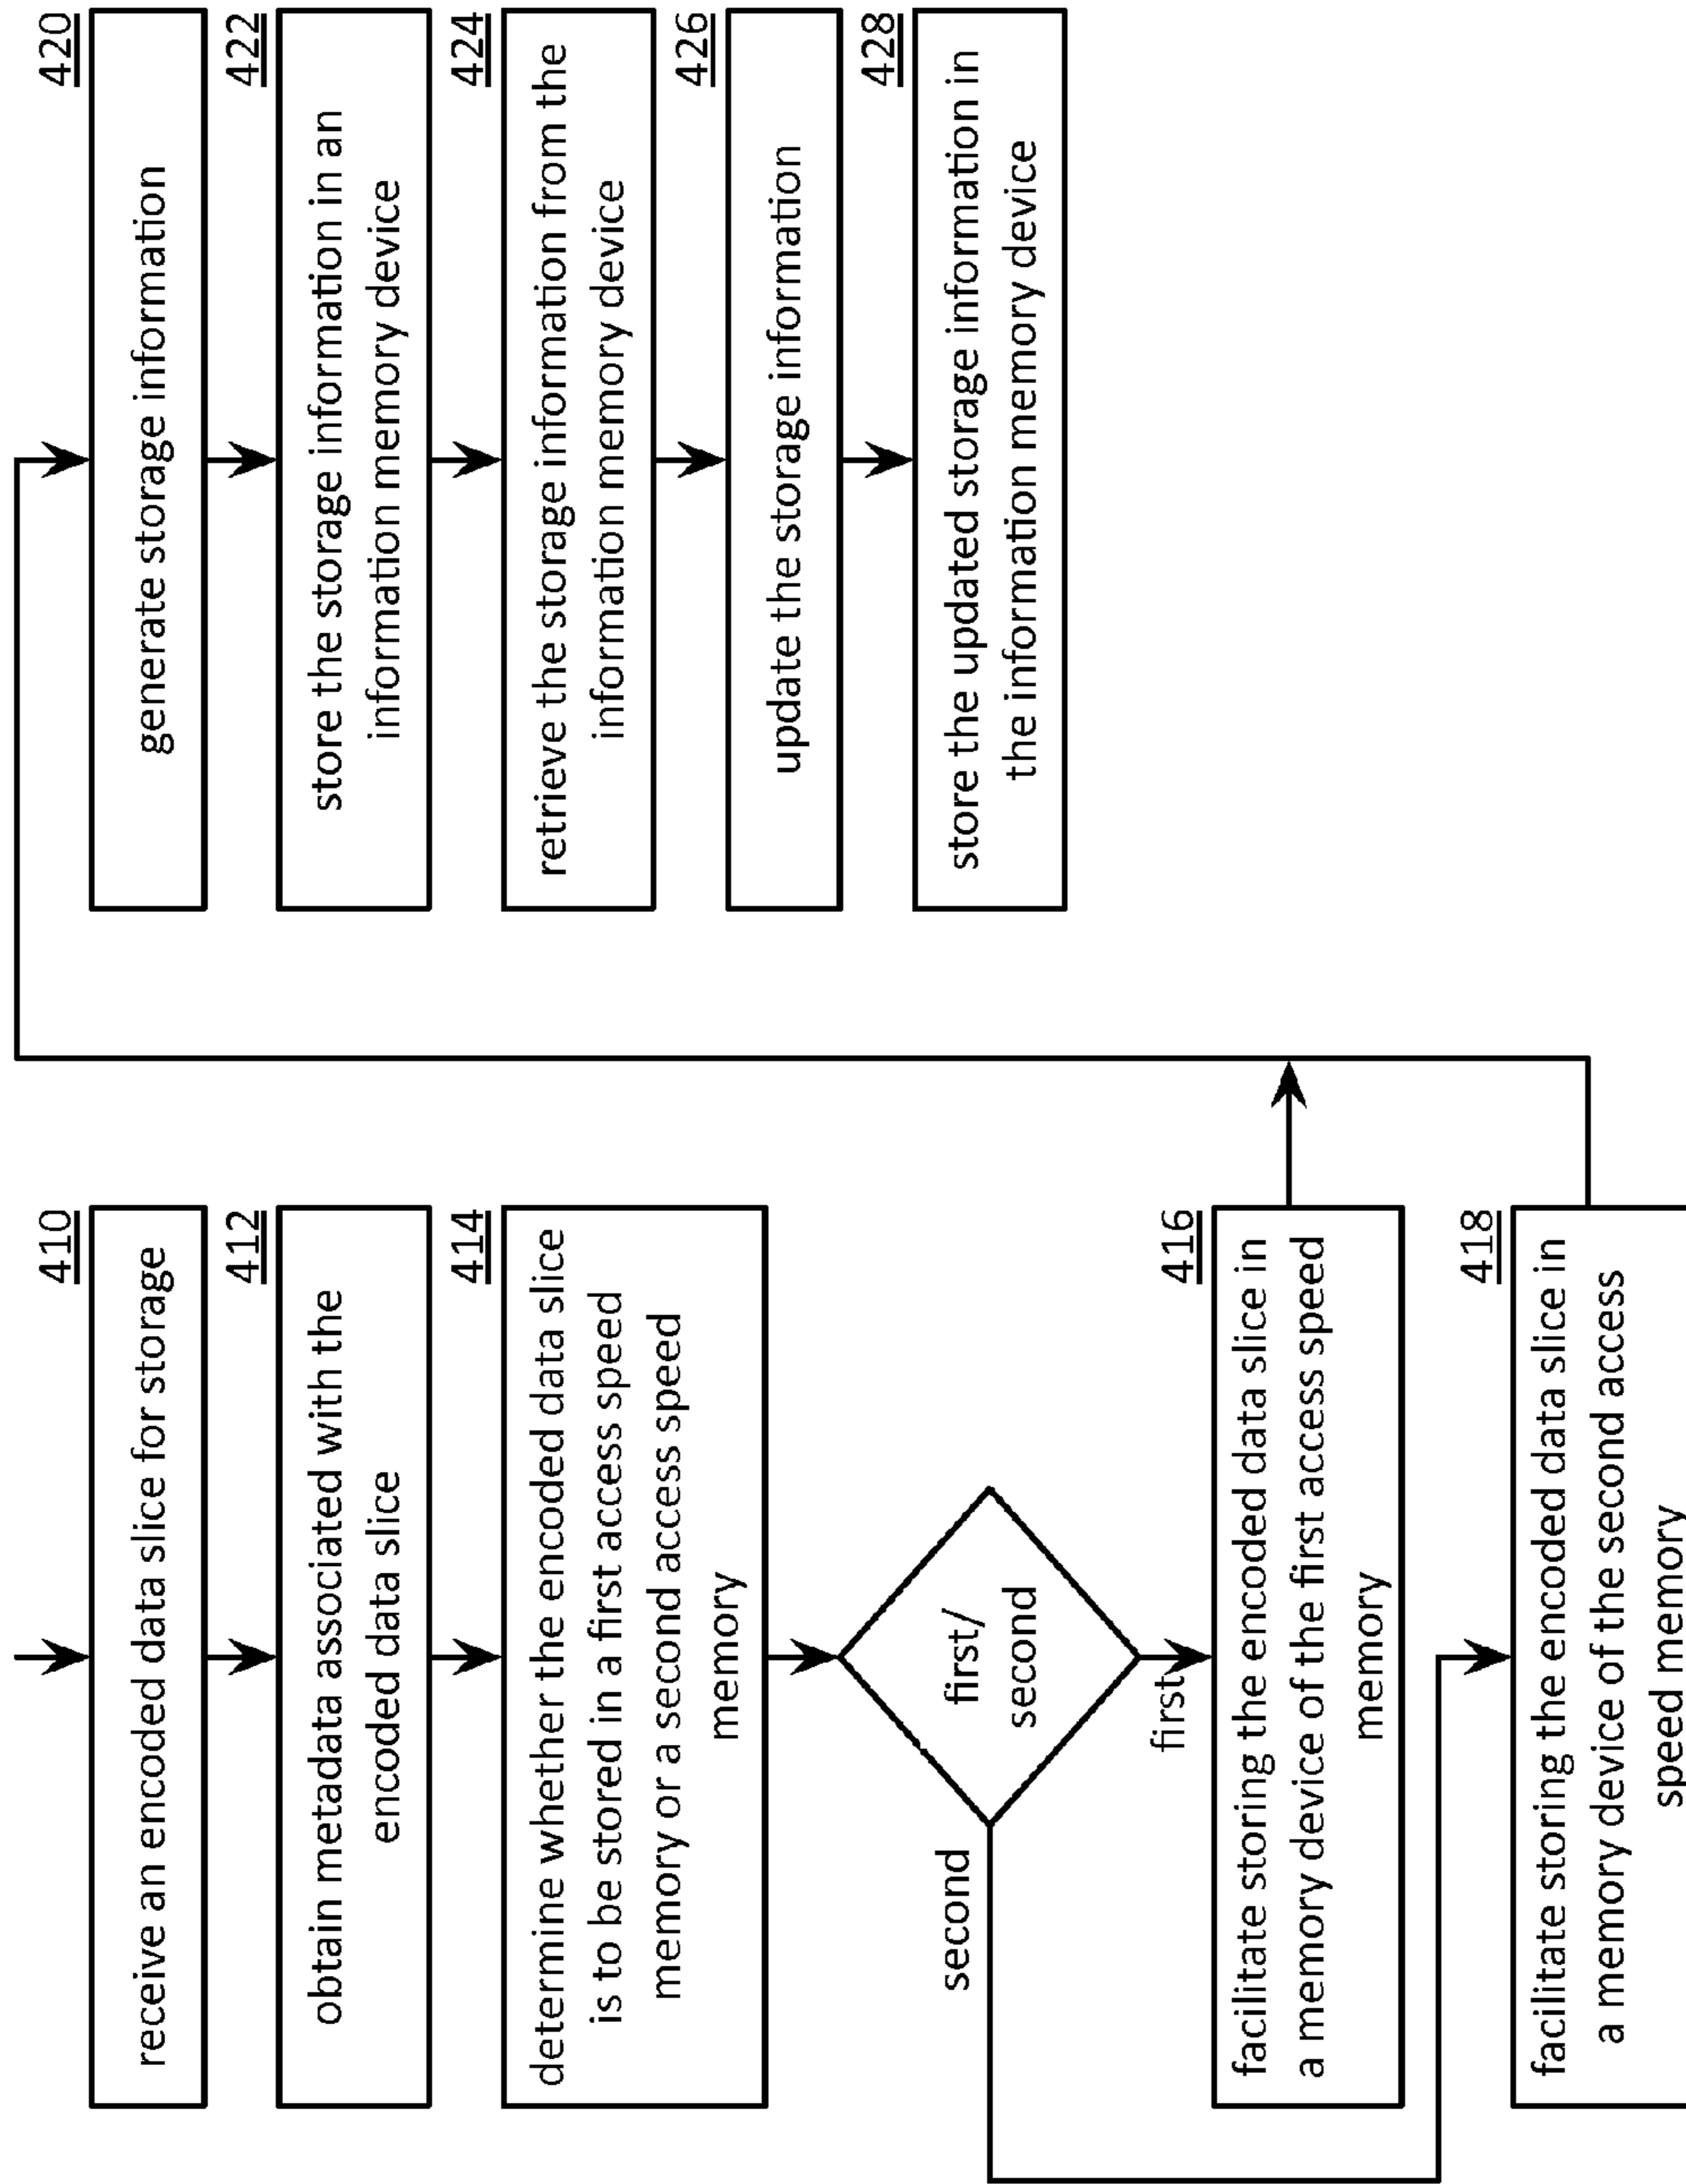 410
receive an encoded data slice for storage
412
obtain metadata associated with the
encoded data slice
414
determine whether the encoded data slice
is to be stored in a first access speed
memory or a second access speed
memory
first/
second
second
first
416
facilitate storing the encoded data slice in
a memory device of the first access speed
memory
418
facilitate storing the encoded data slice in
a memory device of the second access
speed memory
420
generate storage information
422
store the storage information in an
information memory device
424
retrieve the storage information from the
information memory device
426
update the storage information
428
store the updated storage information in
the information memory device